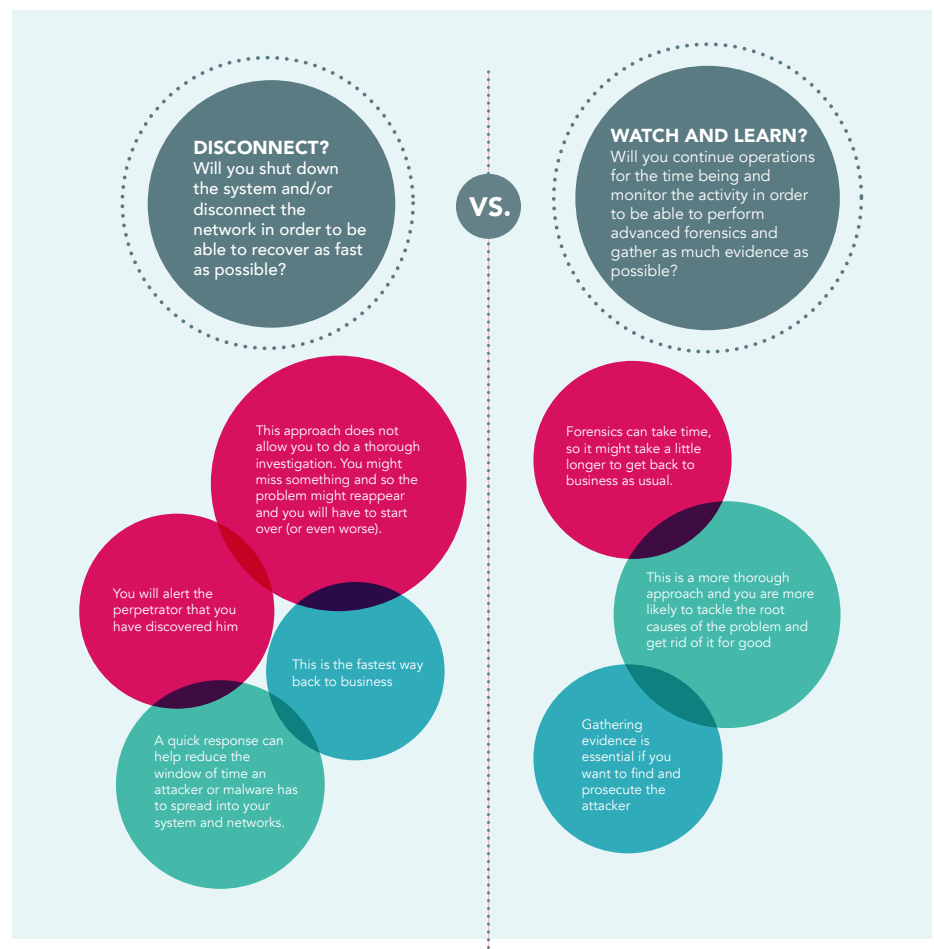 DISCONNECT?
Will you shut down
the system and/or
disconnect the
network in order to be
able to recover as fast
as possible?
VS.
WATCH AND LEARN?
Will you continue operations
for the time being and
monitor the activity in order
to be able to perform
advanced forensics and
gather as much evidence as
possible?
This approach does not
allow you to do a thorough
investigation. You might
miss something and so the
problem might reappear
and you will have to start
over (or even worse).
You will alert the
perpetrator that you
have discovered him
This is the fastest way
back to business
A quick response can
help reduce the
window of time an
attacker or malware has
to spread into your
system and networks.
Forensics can take time,
so it might take a little
longer to get back to
business as usual.
This is a more thorough
approach and you are more
likely to tackle the root
causes of the problem and
get rid of it for good
Gathering
evidence is
essential if you
want to find and
prosecute the
attacker